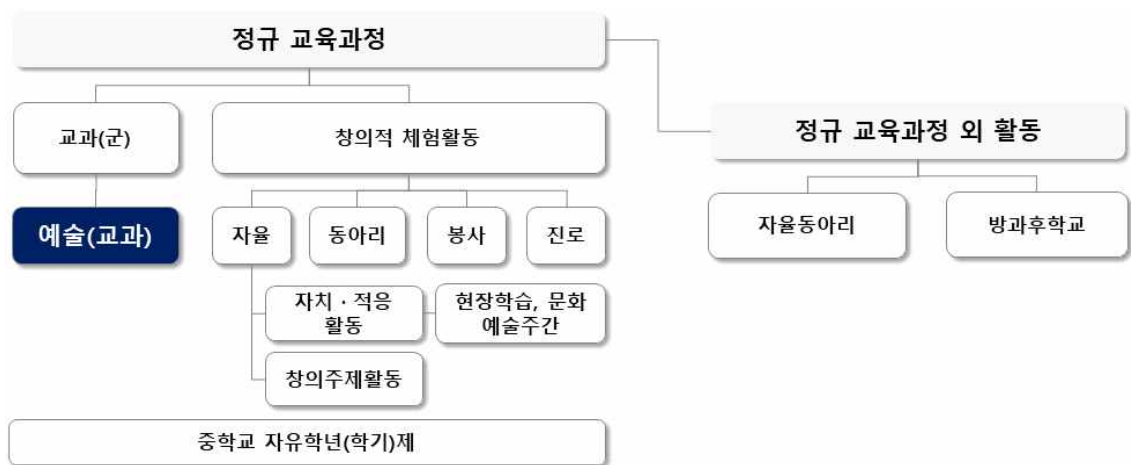 정규 교육과정
교과(군)
창의적 체험활동
정규 교육과정 외 활동
예술(교과)
자율
동아리
봉사
진로
자율동아리
방과후학교
자치 · 적응
활동
현장학습, 문화
예술주간
창의주제활동
중학교 자유학년(학기)제